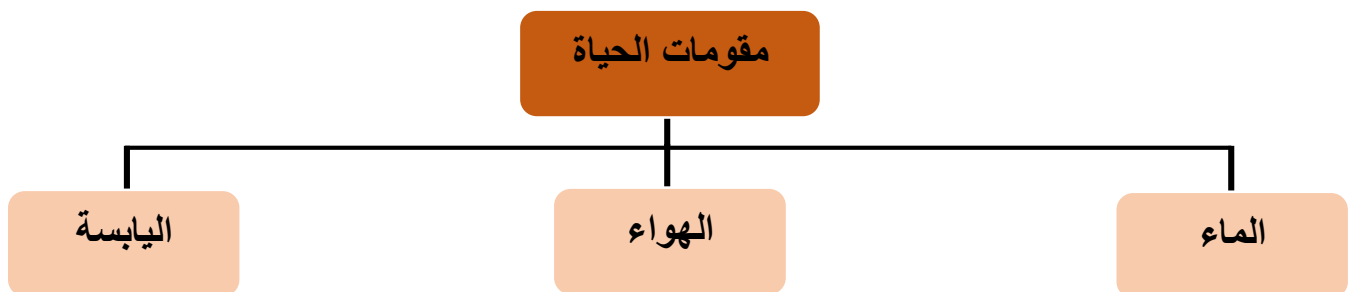 مقومات الحياة
الماء
الهواء
اليابسة